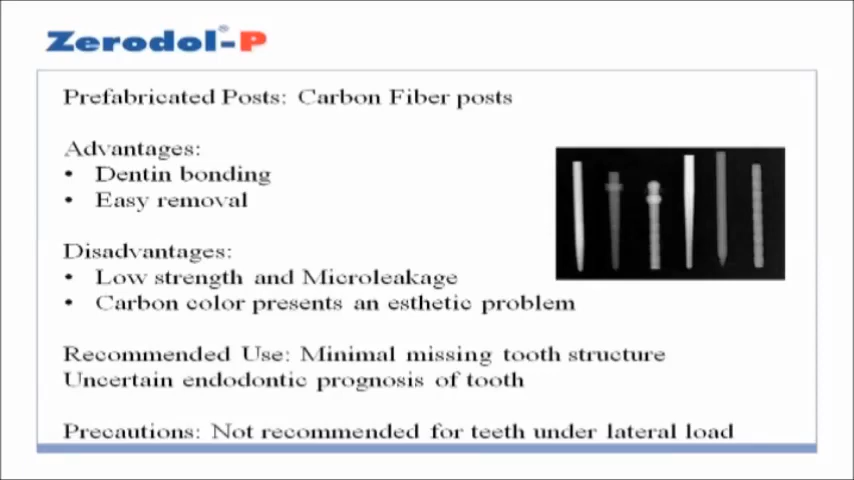 Zerodol®-P
Prefabricated Posts: Carbon Fiber posts
Advantages:
• Dentin bonding
• Easy removal
Disadvantages:
• Low strength and Microleakage
• Carbon color presents an esthetic problem
Recommended Use: Minimal missing tooth structure
Uncertain endodontic prognosis of tooth
Precautions: Not recommended for teeth under lateral load